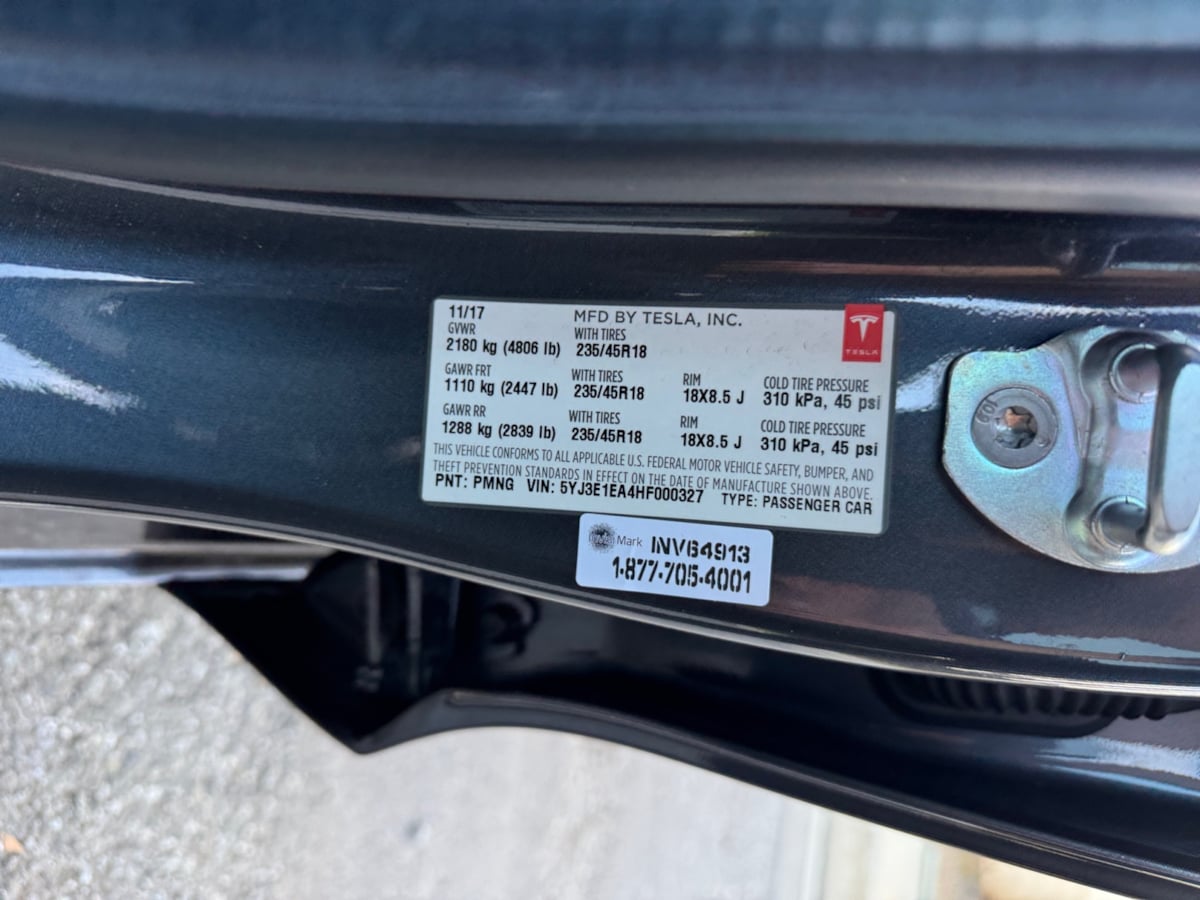 11/17 MFD BY TESLA, INC.
GVWR WITH TIRES
2180 kg (4806 lb) 235/45R18
TESLA
GAWR FRT WITH TIRES RIM COLD TIRE PRESSURE
1110 kg (2447 lb) 235/45R18 18X8.5 J 310 kPa, 45 psi
GAWR RR WITH TIRES RIM COLD TIRE PRESSURE
1288 kg (2839 lb) 235/45R18 18X8.5 J 310 kPa, 45 psi
THIS VEHICLE CONFORMS TO ALL APPLICABLE U.S. FEDERAL MOTOR VEHICLE SAFETY, BUMPER, AND
THEFT PREVENTION STANDARDS IN EFFECT ON THE DATE OF MANUFACTURE SHOWN ABOVE.
PNT: PMNG VIN: 5YJ3E1EA4HF000327 TYPE: PASSENGER CAR
Mark INV64913
1-877-705-4001